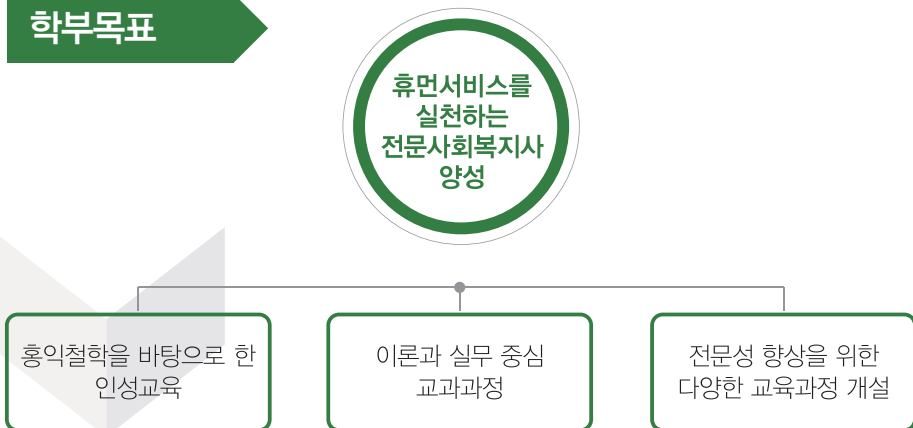 학부목표
휴먼서비스를
실천하는
전문사회복지사
양성
홍익철학을 바탕으로 한
인성교육
이론과 실무 중심
교과과정
전문성 향상을 위한
다양한 교육과정 개설